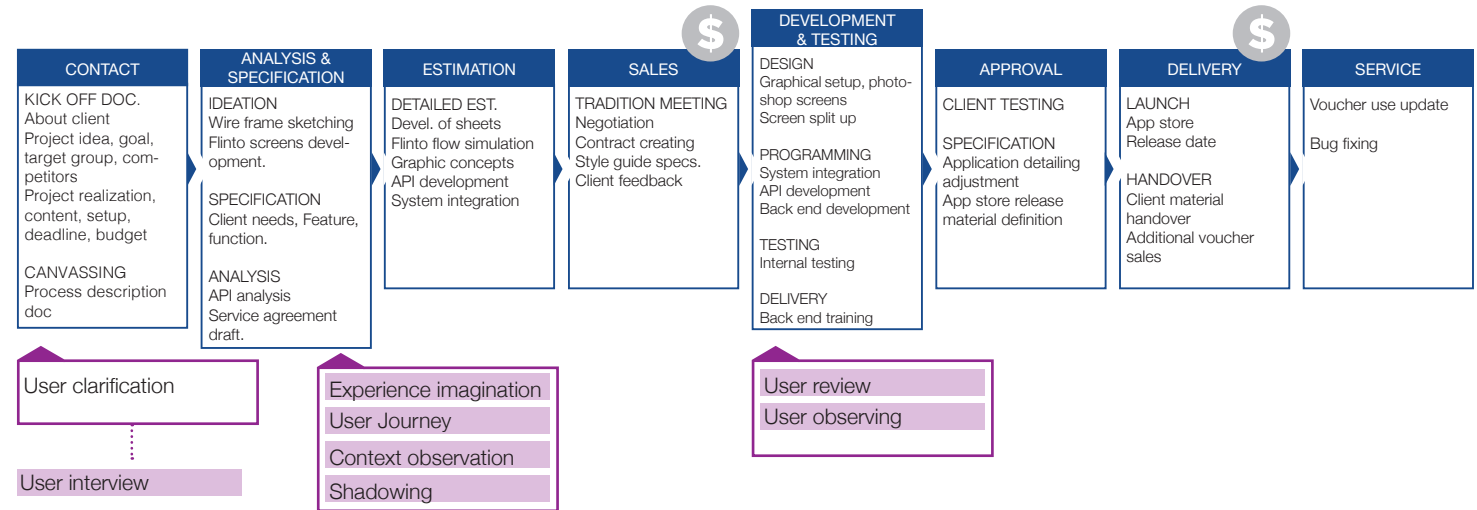 CONTACT
KICK OFF DOC.
About client
Project idea, goal,
target group, com-
petitors
Project realization,
content, setup,
deadline, budget
CANVASSING
Process description
doc
ANALYSIS &
SPECIFICATION
IDEATION
Wire frame sketching
Flinto screens devel-
opment.
SPECIFICATION
Client needs, Feature,
function.
ANALYSIS
API analysis
Service agreement
draft.
ESTIMATION
DETAILED EST.
Devel. of sheets
Flinto flow simulation
Graphic concepts
API development
System integration
$
SALES
TRADITION MEETING
Negotiation
Contract creating
Style guide specs.
Client feedback
DEVELOPMENT
& TESTING
DESIGN
Graphical setup, photo-
shop screens
Screen split up
PROGRAMMING
System integration
API development
Back end development
TESTING
Internal testing
DELIVERY
Back end training
APPROVAL
CLIENT TESTING
SPECIFICATION
Application detailing
adjustment
App store release
material definition
$
DELIVERY
LAUNCH
App store
Release date
HANDOVER
Client material
handover
Additional voucher
sales
SERVICE
Voucher use update
Bug fixing
User clarification
User interview
Experience imagination
User Journey
Context observation
Shadowing
User review
User observing